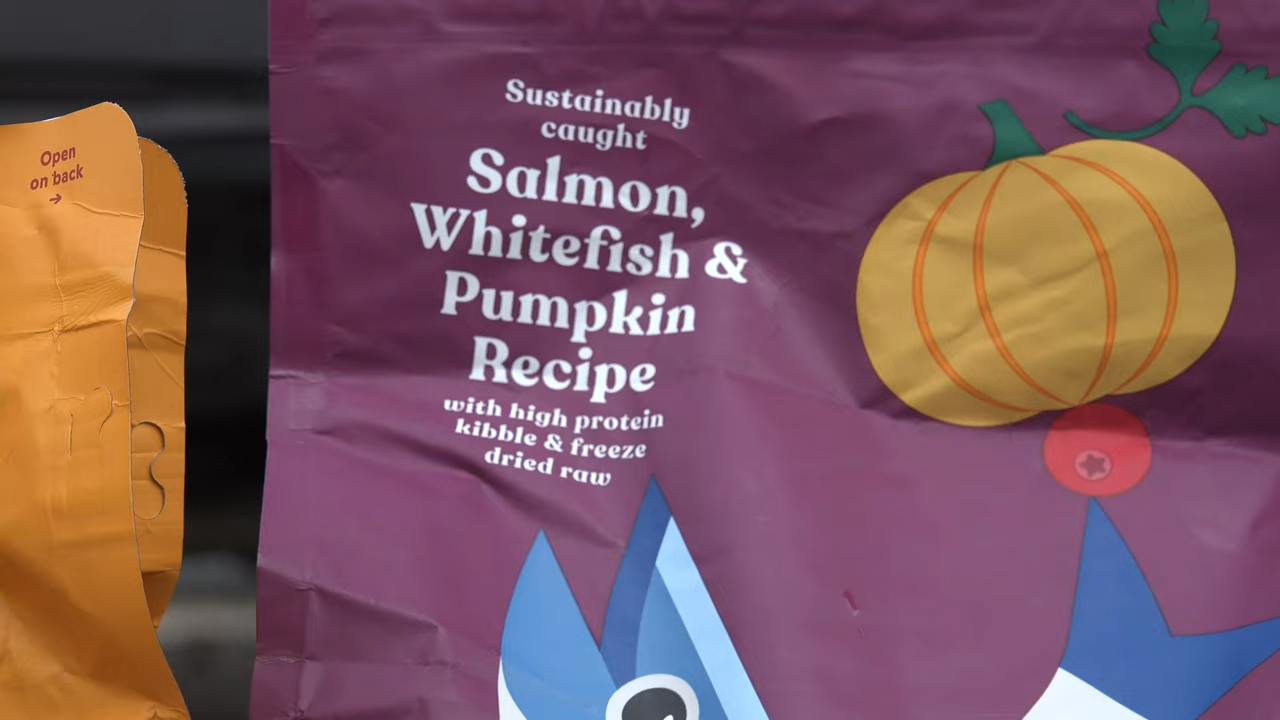 Open
on back
→
Sustainably
caught
Salmon,
Whitefish &
Pumpkin
Recipe
with high protein
kibble & freeze
dried raw